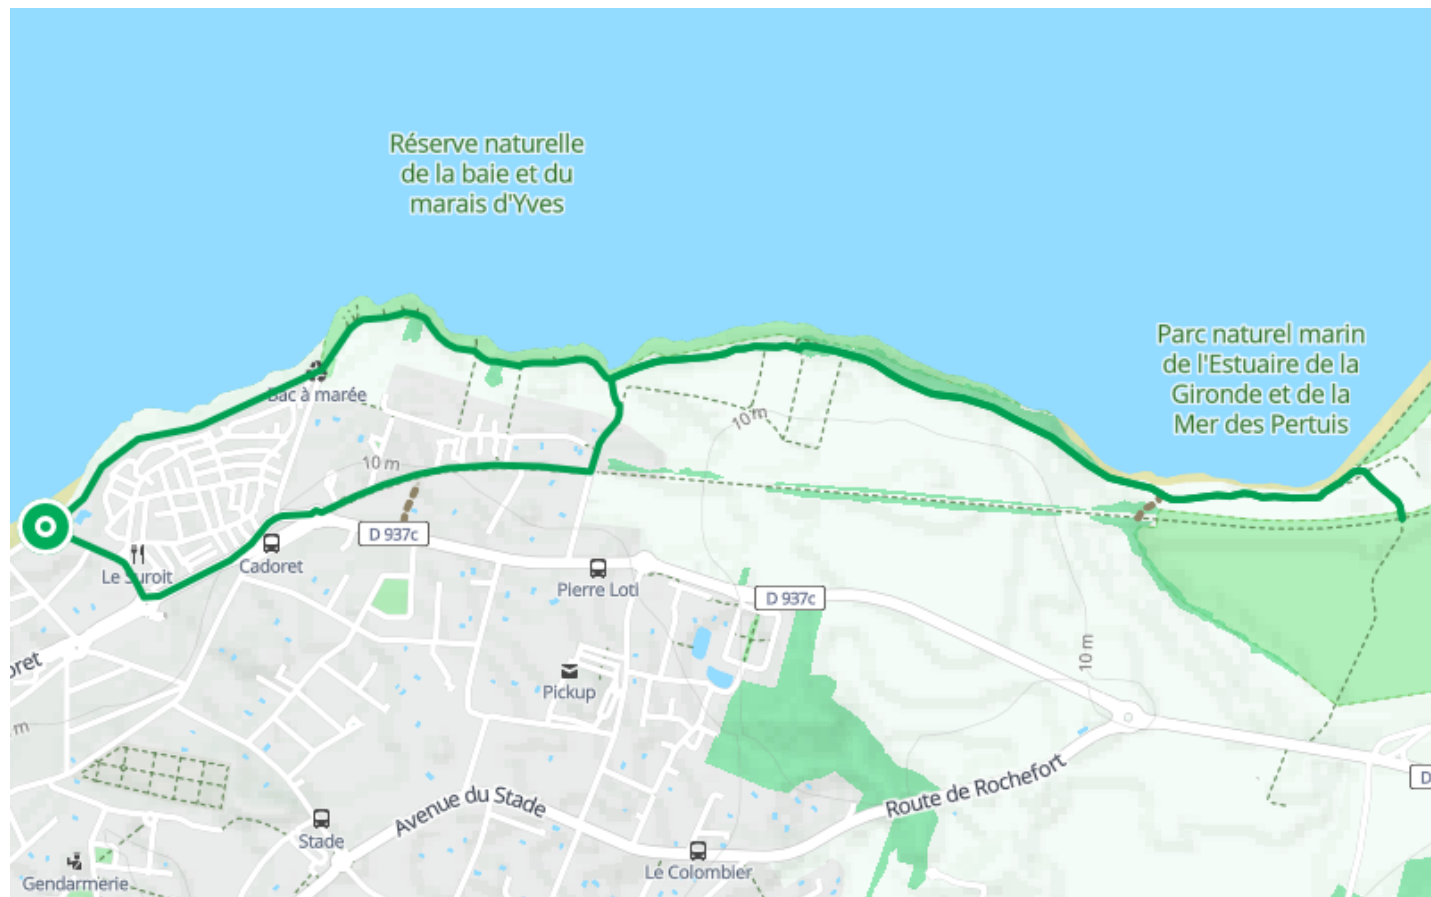 Réserve naturelle
de la baie et du
marais d'Yves
Parc naturel marin
de l'Estuaire de la
Gironde et de la
Mer des Pertuis
Bac à marée
10 m
10 m
D 937c
Le Suroit
Cadoret
Pierre Loti
D 937c
oret
10 m
Pickup
m
Route de Rochefort
D
Avenue du Stade
Stade
Le Colombier
Gendarmerie